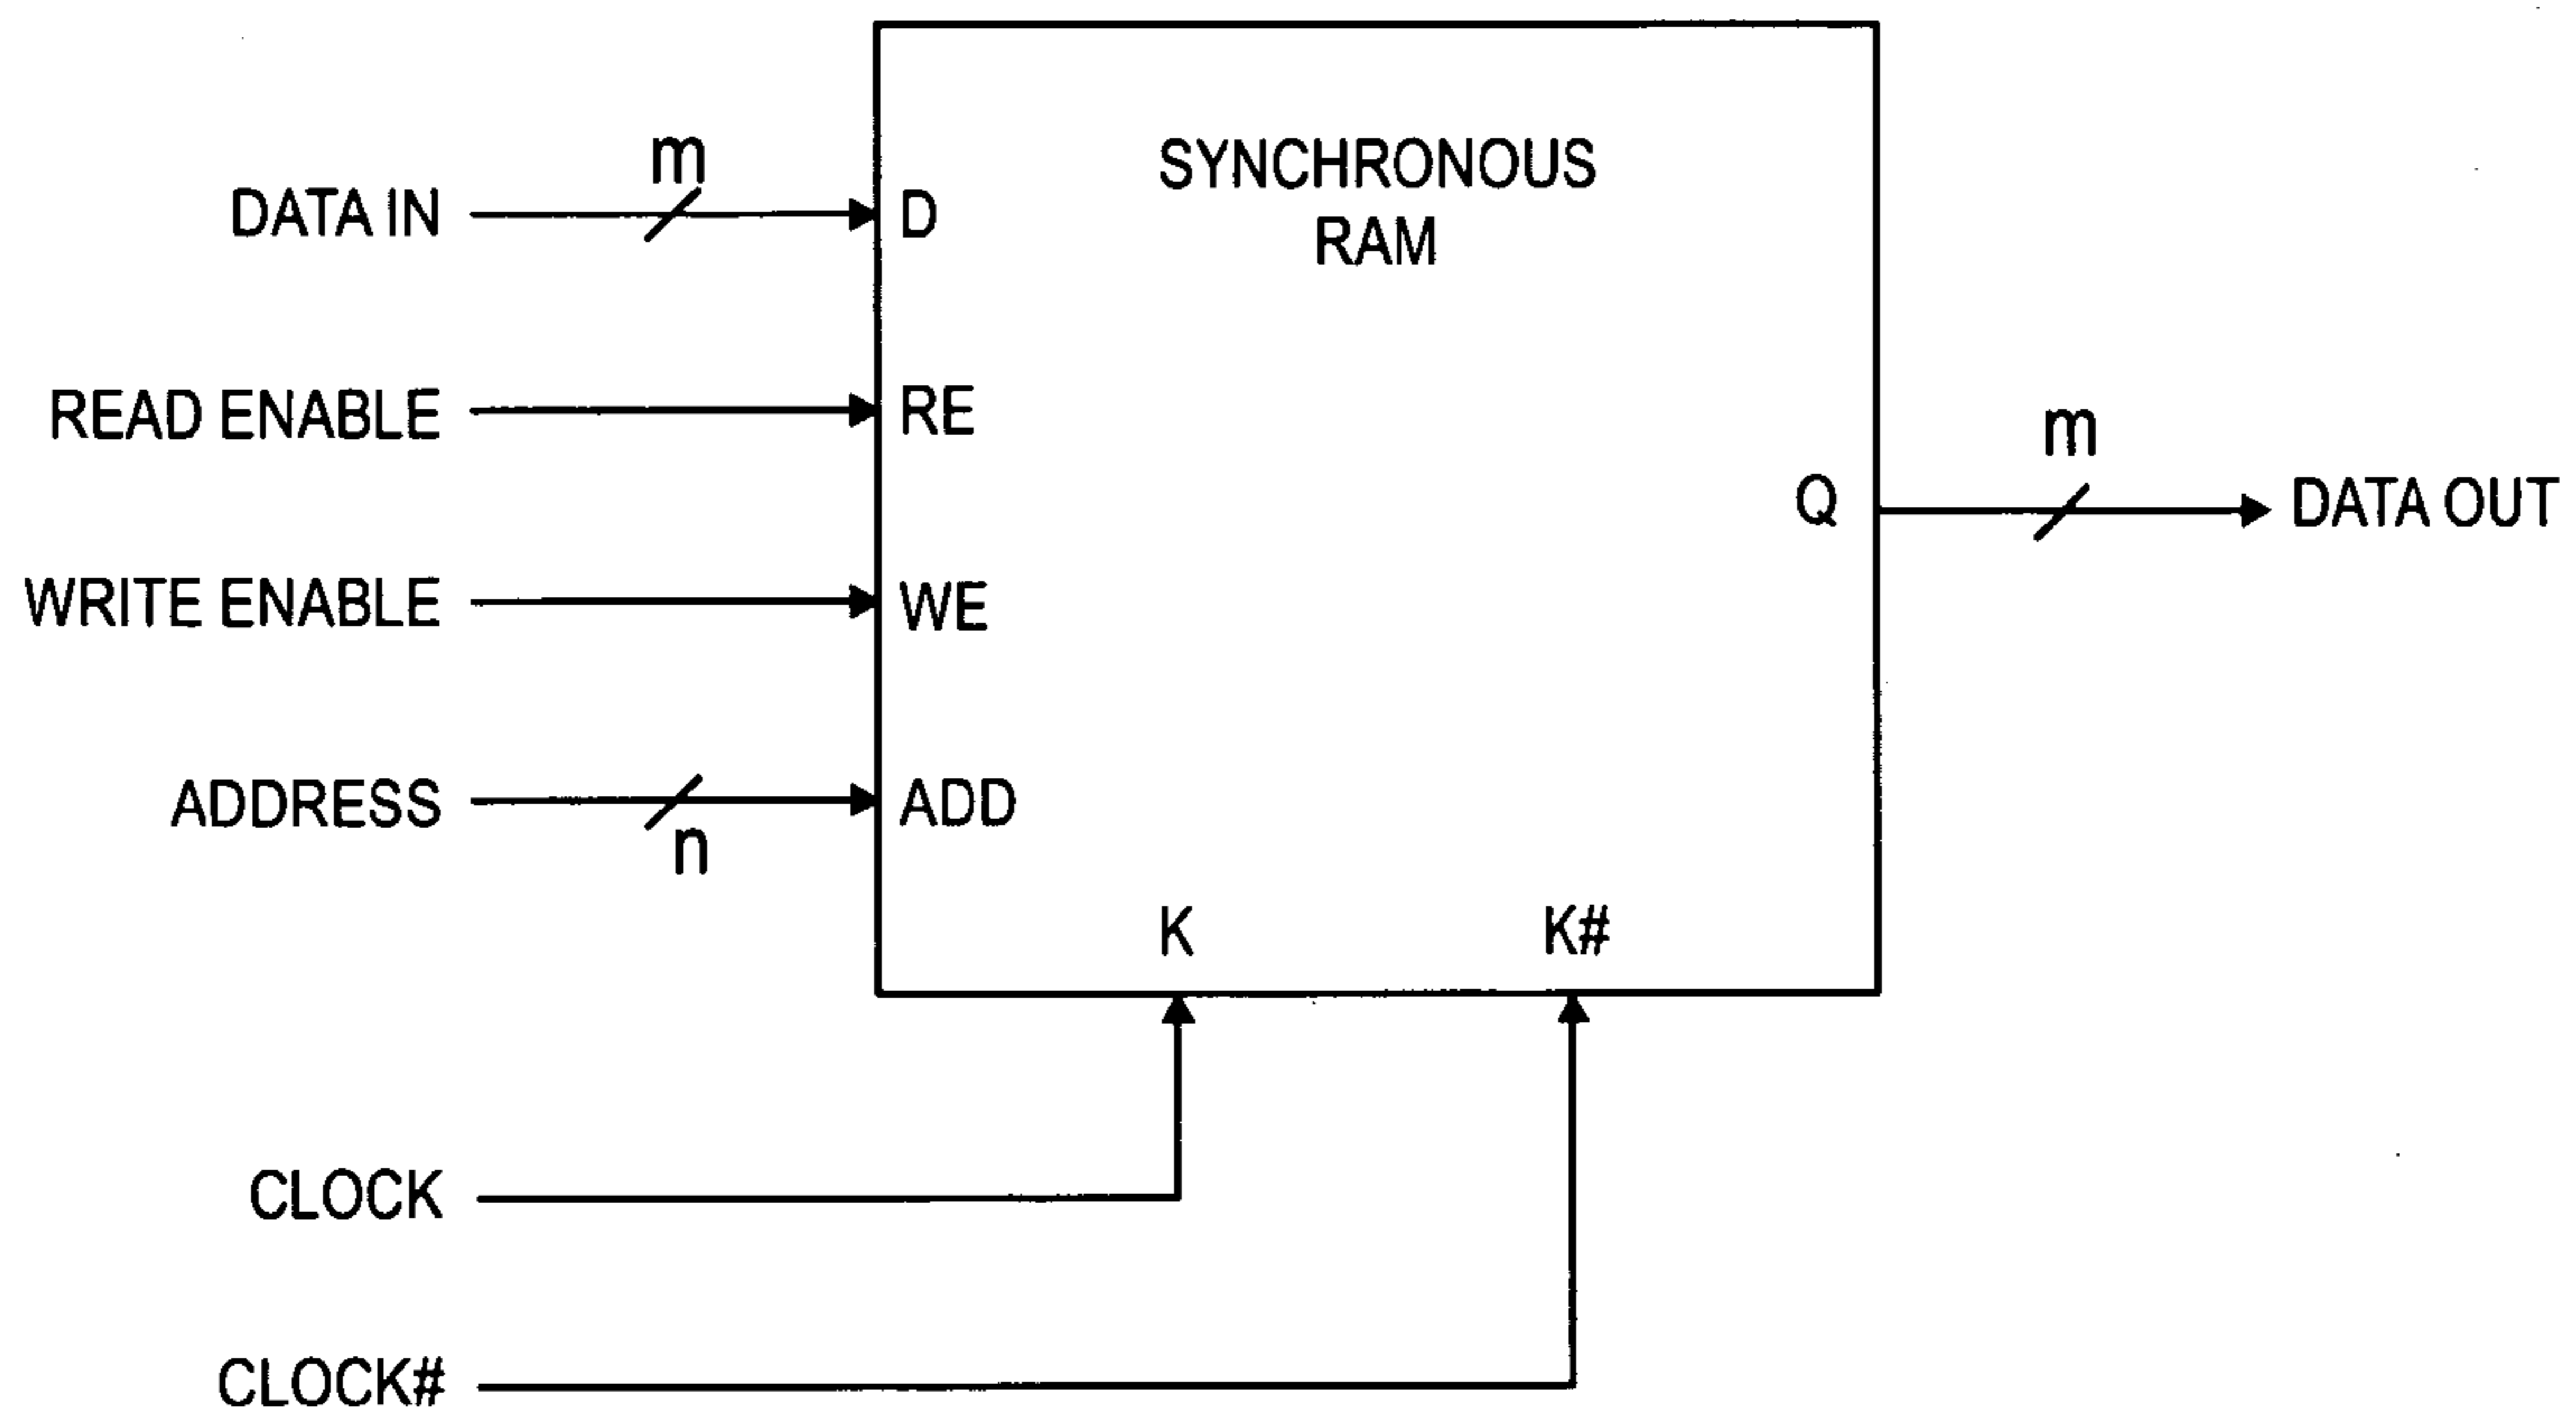 SYNCHRONOUS
RAM
m
DATA IN
D
READ ENABLE
RE
m
Q
DATA OUT
WRITE ENABLE
WE
ADDRESS
n
ADD
K
K#
CLOCK
CLOCK#